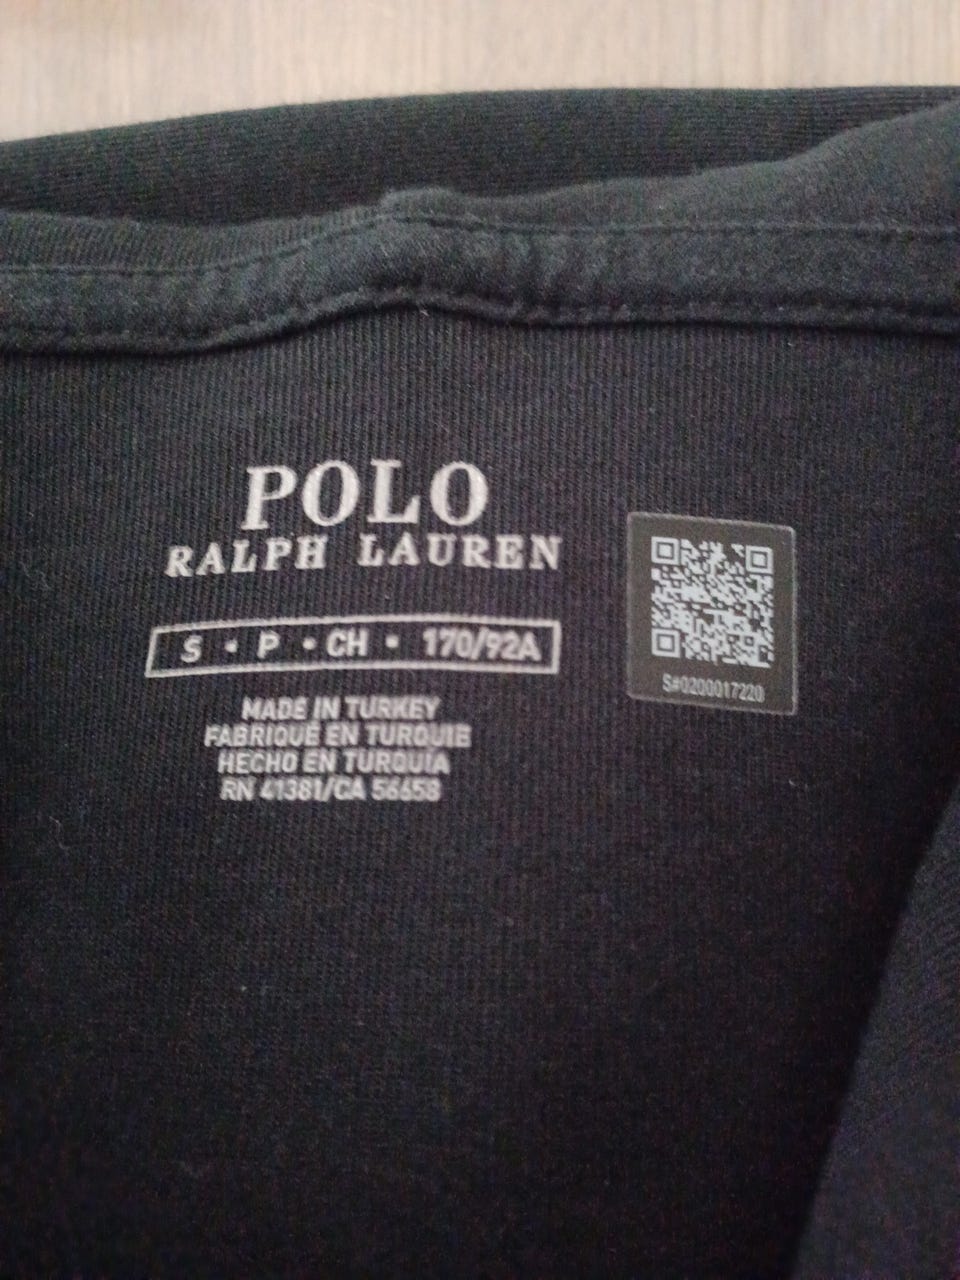 POLO
RALPH LAUREN
S • P • CH • 170/92A
MADE IN TURKEY
FABRIQUÉ EN TURQUIE
HECHO EN TURQUÍA
RN 41381/CA 56658
S#0200017220